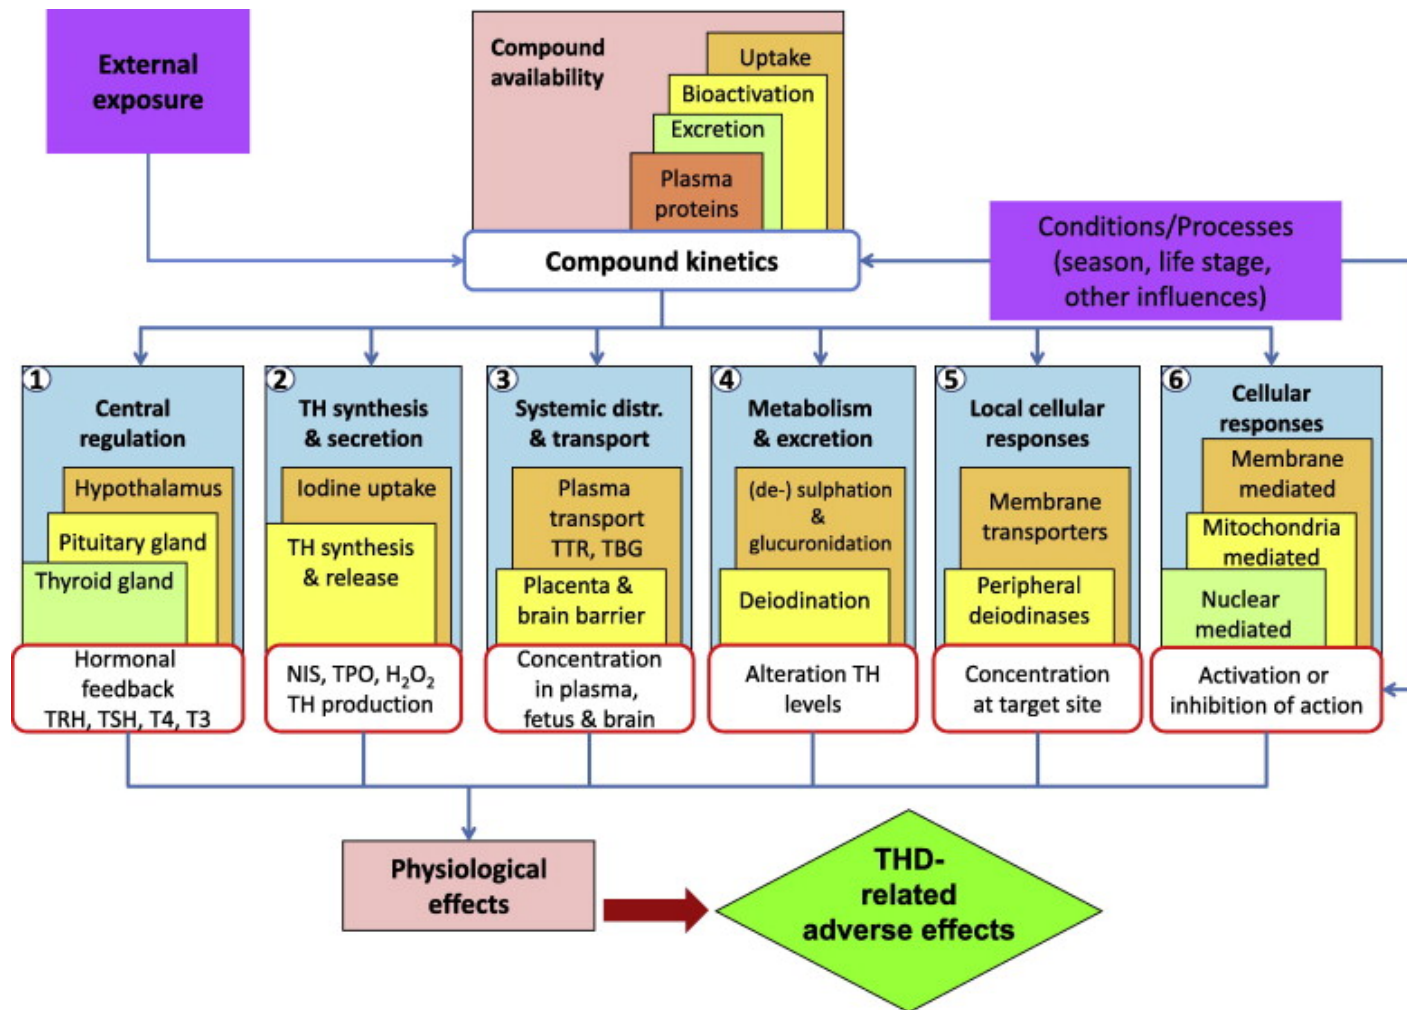 External
exposure
Compound
availability
Uptake
Bioactivation
Excretion
Plasma
proteins
Compound kinetics
Conditions/Processes
(season, life stage,
other influences)
1
Central
regulation
Hypothalamus
Pituitary gland
Thyroid gland
Hormonal
feedback
TRH, TSH, T4, T3
2
TH synthesis
& secretion
Iodine uptake
TH synthesis
& release
NIS, TPO, H₂O₂
TH production
3
Systemic distr.
& transport
Plasma
transport
TTR, TBG
Placenta &
brain barrier
Concentration
in plasma,
fetus & brain
4
Metabolism
& excretion
(de-) sulphation
&
glucuronidation
Deiodination
Alteration TH
levels
5
Local cellular
responses
Membrane
transporters
Peripheral
deiodinases
Concentration
at target site
6
Cellular
responses
Membrane
mediated
Mitochondria
mediated
Nuclear
mediated
Activation or
inhibition of action
Physiological
effects
THD-
related
adverse effects